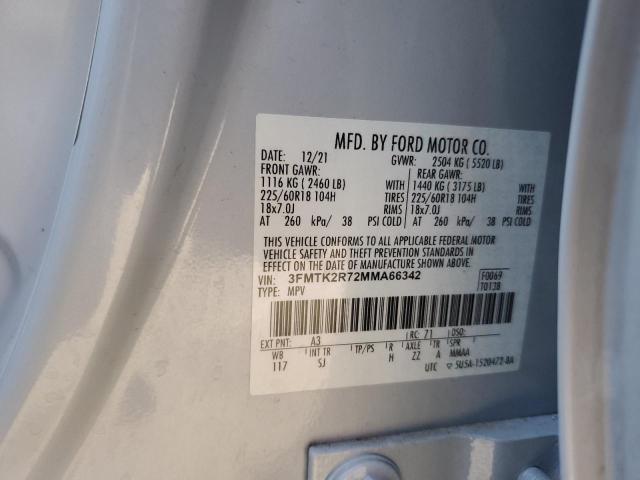 MFD. BY FORD MOTOR CO.
DATE: 12/21 GVWR: 2504 KG ( 5520 LB)
FRONT GAWR: REAR GAWR:
1116 KG ( 2460 LB) 1440 KG ( 3175 LB)
225/60R18 104H TIRES 225/60R18 104H TIRES
18x7.0J RIMS 18x7.0J RIMS
AT 260 kPa/ 38 PSI COLD AT 260 kPa/ 38 PSI COLD
THIS VEHICLE CONFORMS TO ALL APPLICABLE FEDERAL MOTOR
VEHICLE SAFETY AND THEFT PREVENTION STANDARDS IN EFFECT
ON THE DATE OF MANUFACTURE SHOWN ABOVE.
VIN: 3FMTK2R72MMA66342 F0069
TYPE: MPV T0138
EXT PNT: A3 RC: 71 DSO:
WB INT TR TP/PS R AXLE TR SPR
117 SJ H ZZ A MMAA
UTC ▽ 5U5A-1520472-BA